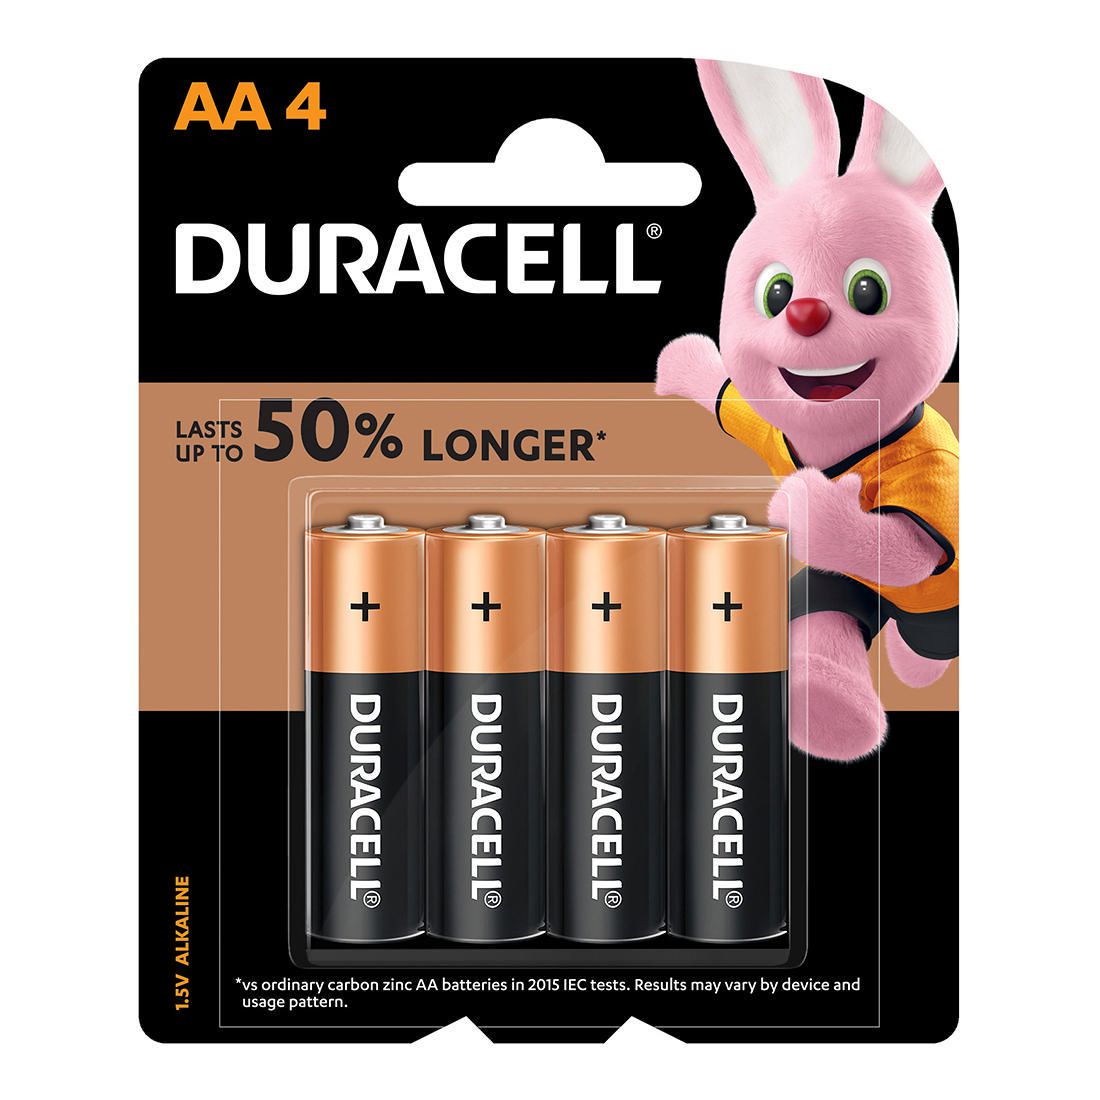 AA 4
DURACELL®
LASTS
UP TO 50% LONGER*
+ + + +
DURACELL®
DURACELL®
DURACELL®
DURACELL®
1.5V ALKALINE
*vs ordinary carbon zinc AA batteries in 2015 IEC tests. Results may vary by device and
usage pattern.